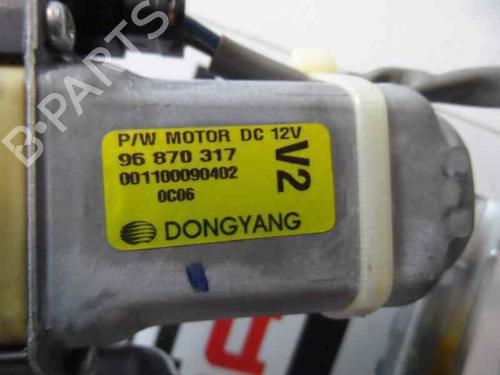 B-PARTS
P/W MOTOR DC 12V
96 870 317
001100090402
0C06
V2
DONGYANG